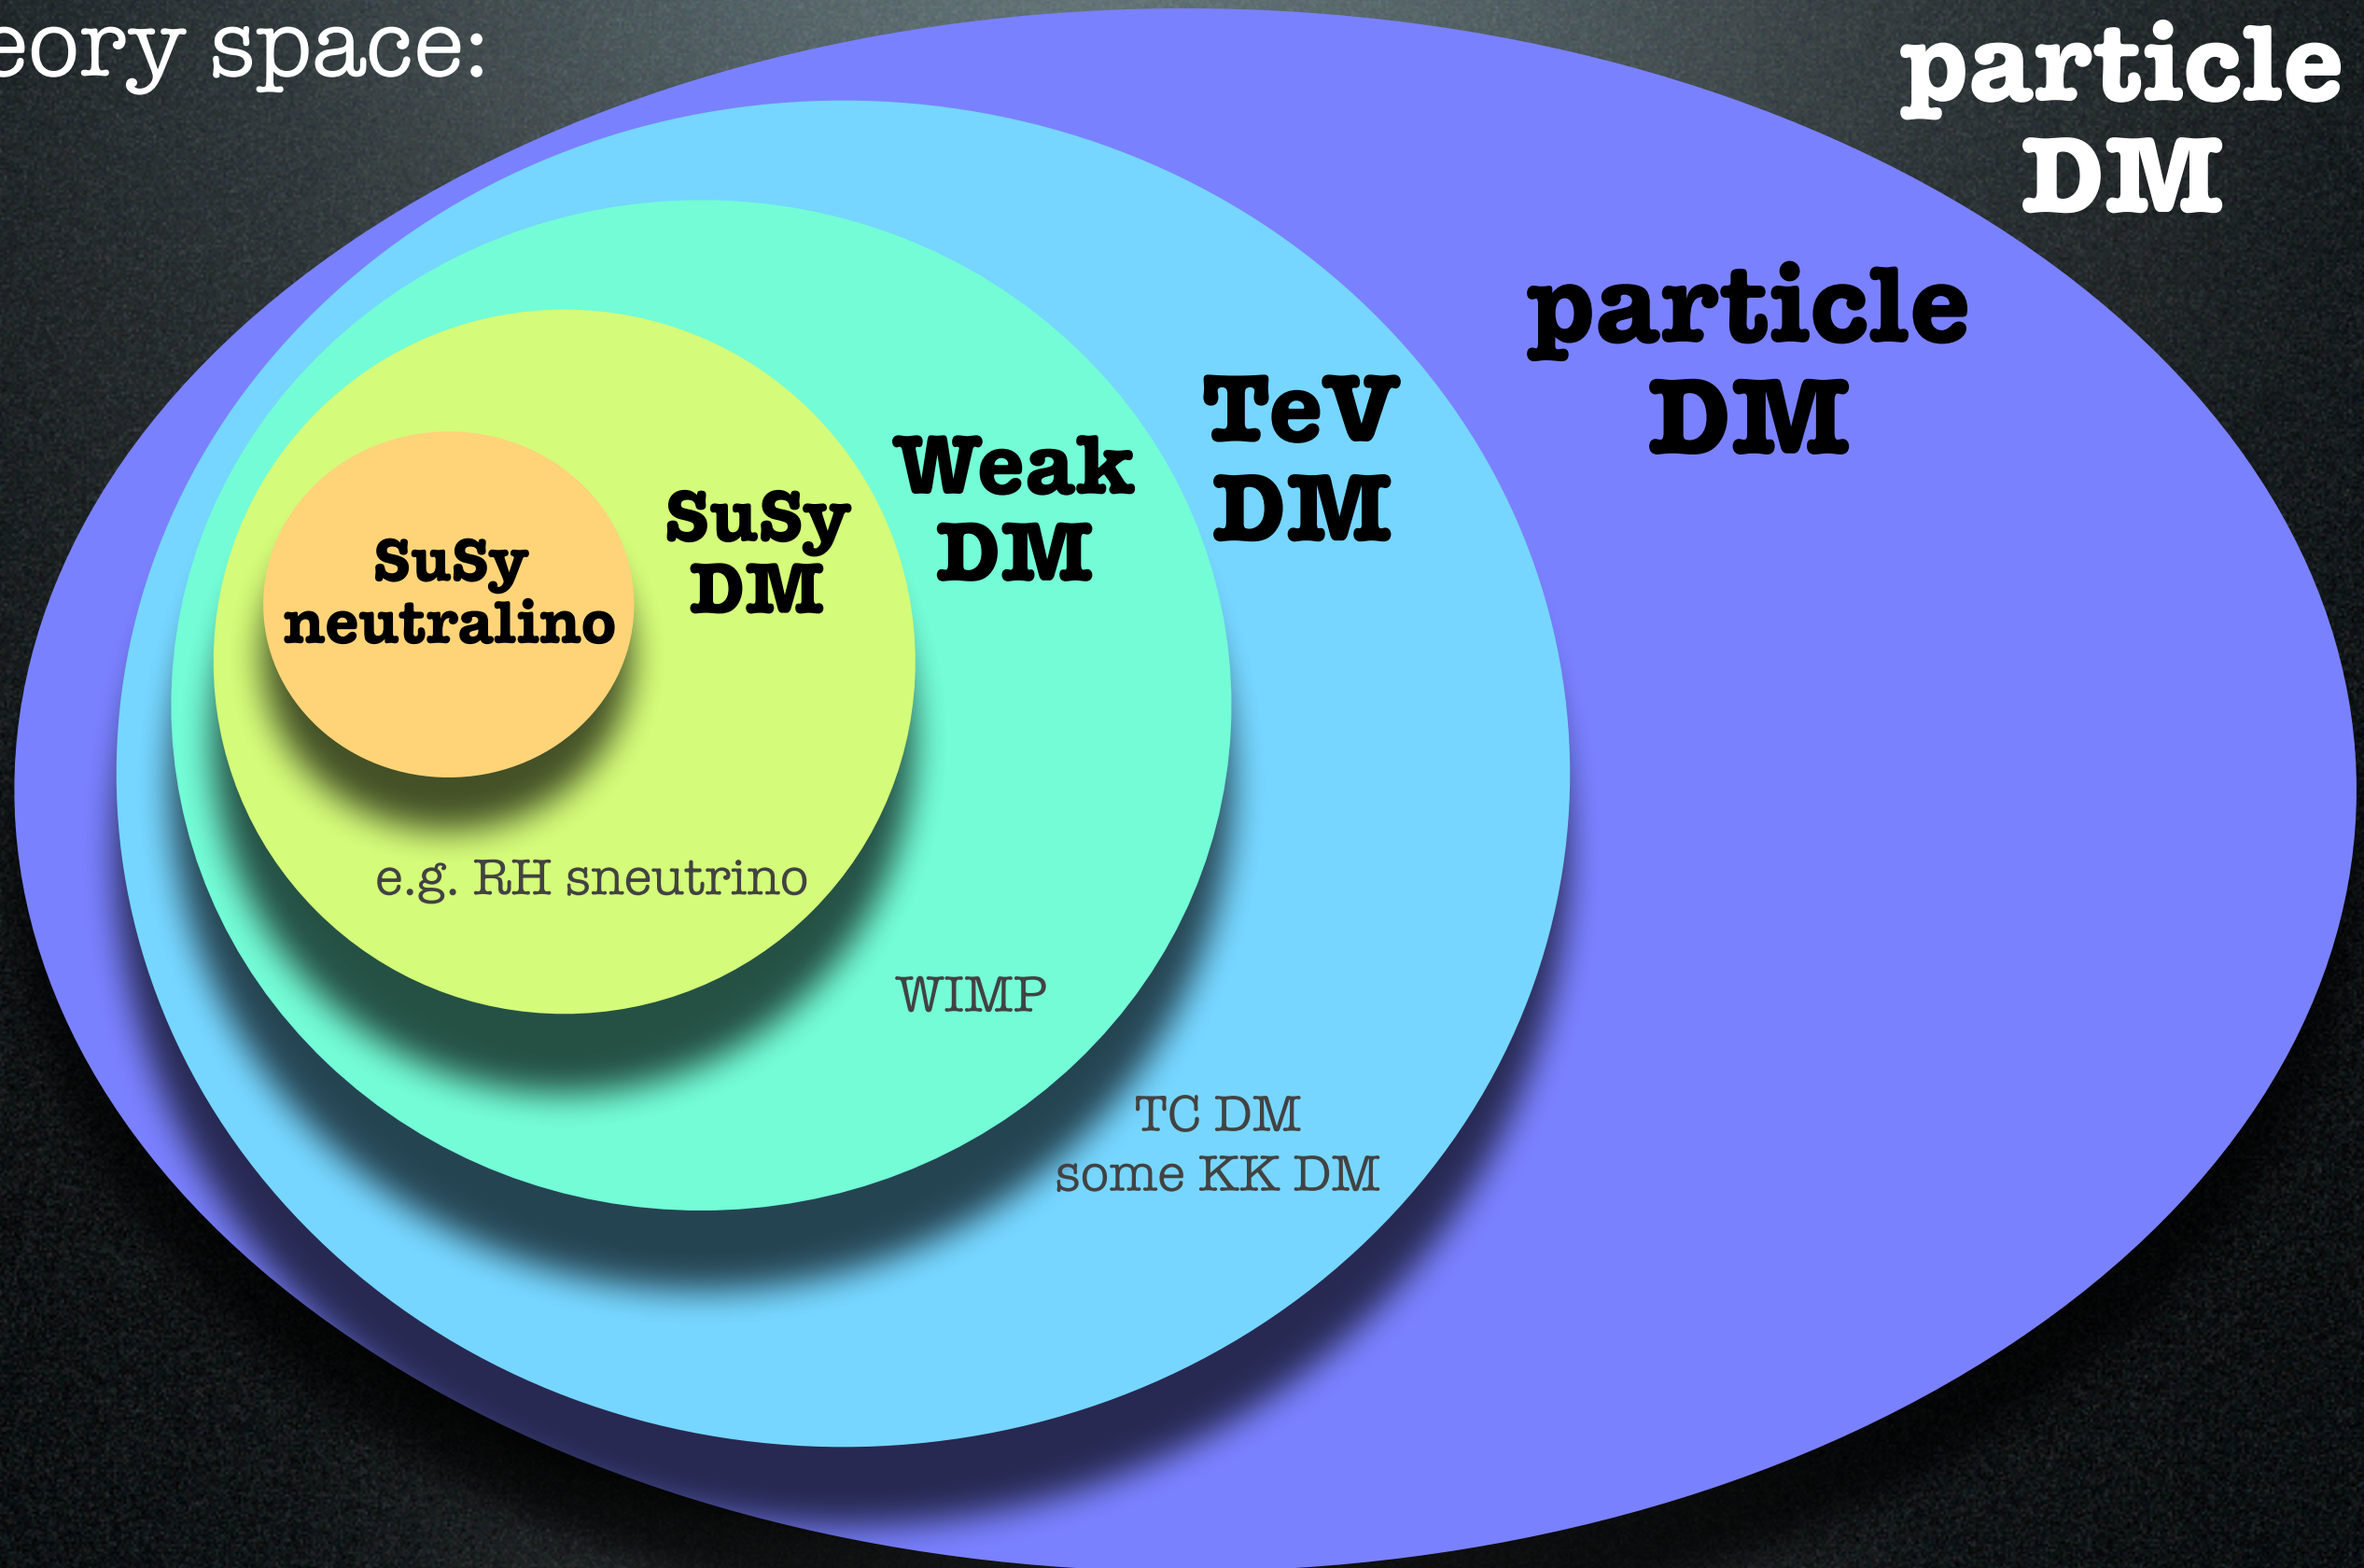 eory space:
particle
DM
particle
DM
TeV
DM
Weak
DM
SuSy
DM
SuSy
neutralino
e.g. RH sneutrino
WIMP
TC DM
some KK DM